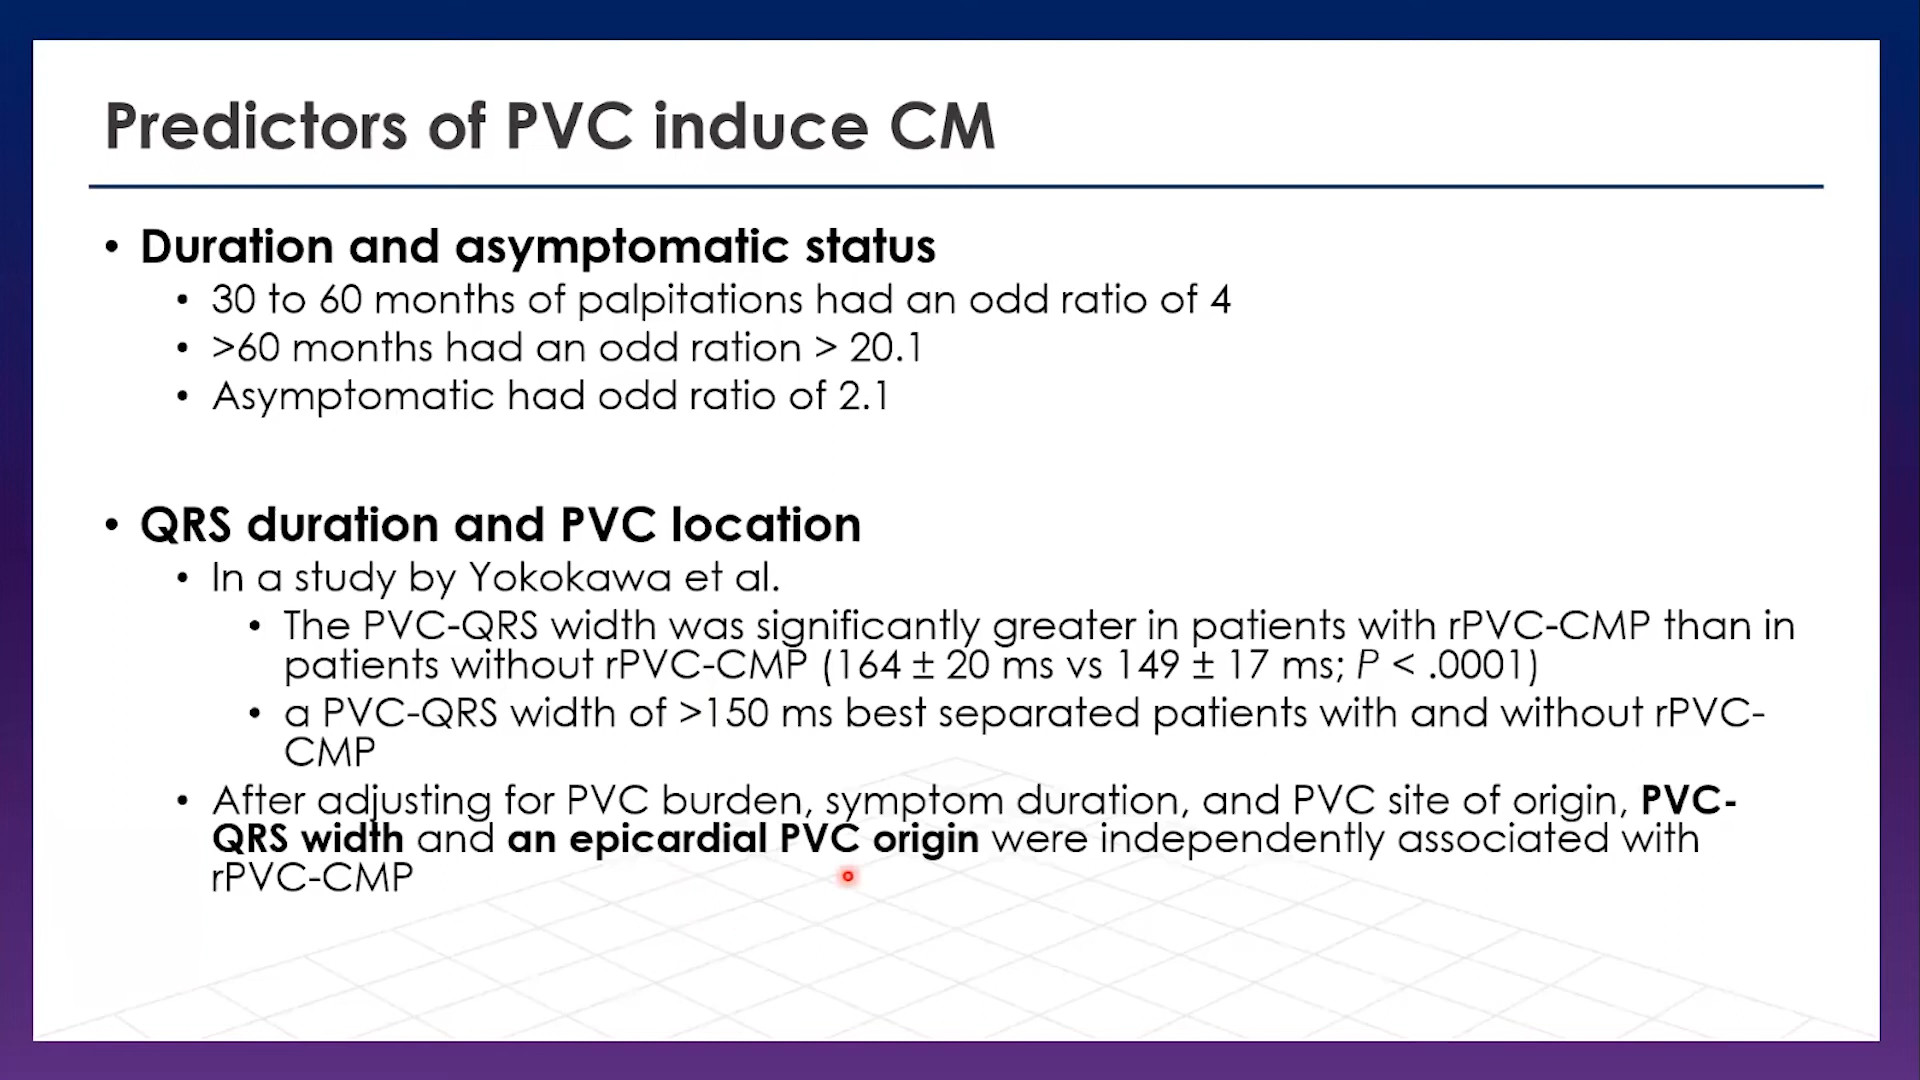 Predictors of PVC induce CM
• Duration and asymptomatic status
• 30 to 60 months of palpitations had an odd ratio of 4
• >60 months had an odd ration > 20.1
• Asymptomatic had odd ratio of 2.1
• QRS duration and PVC location
• In a study by Yokokawa et al.
• The PVC-QRS width was significantly greater in patients with rPVC-CMP than in
patients without rPVC-CMP (164 ± 20 ms vs 149 ± 17 ms; P < .0001)
• a PVC-QRS width of >150 ms best separated patients with and without rPVC-
CMP
• After adjusting for PVC burden, symptom duration, and PVC site of origin, PVC-
QRS width and an epicardial PVC origin were independently associated with
rPVC-CMP